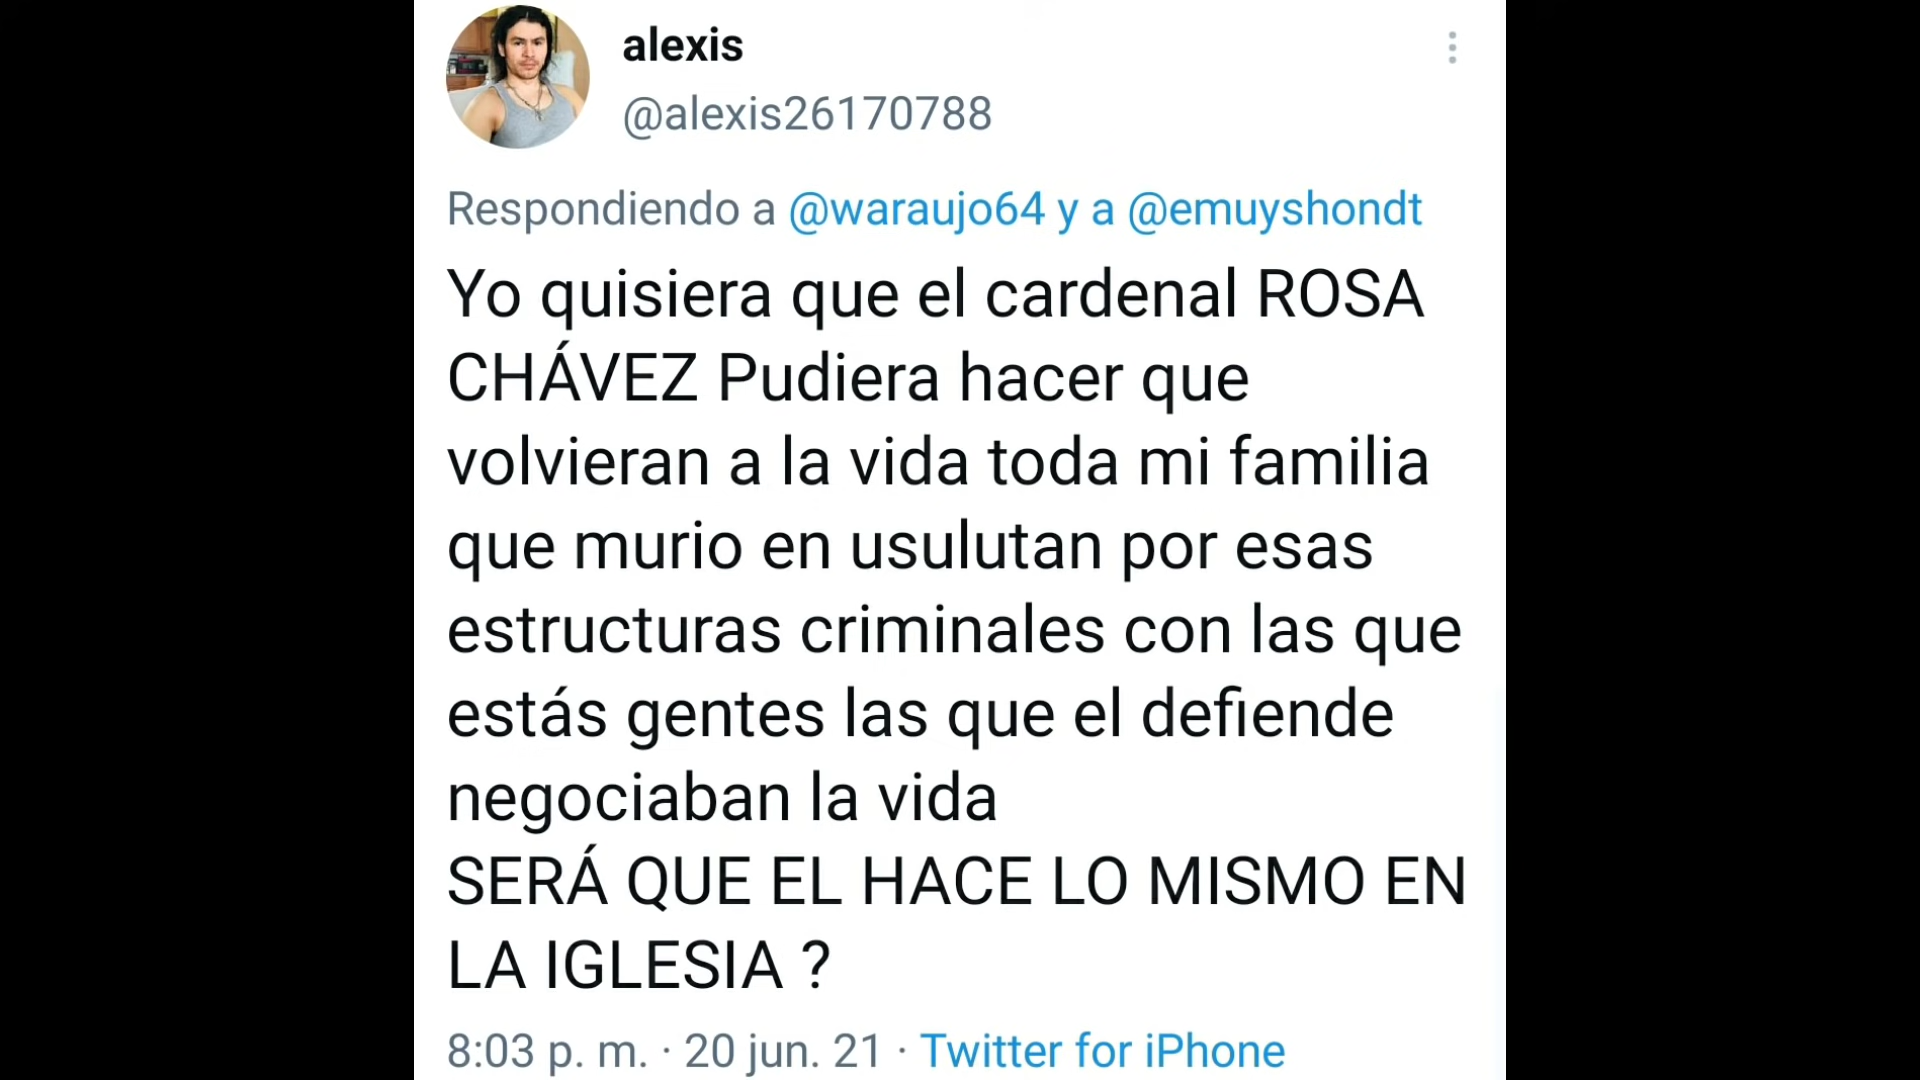 alexis
@alexis26170788
Respondiendo a @waraujo64 y a @emuyshondt
Yo quisiera que el cardenal ROSA
CHÁVEZ Pudiera hacer que
volvieran a la vida toda mi familia
que murio en usulutan por esas
estructuras criminales con las que
estás gentes las que el defiende
negociaban la vida
SERÁ QUE EL HACE LO MISMO EN
LA IGLESIA ?
8:03 p. m. · 20 jun. 21 · Twitter for iPhone